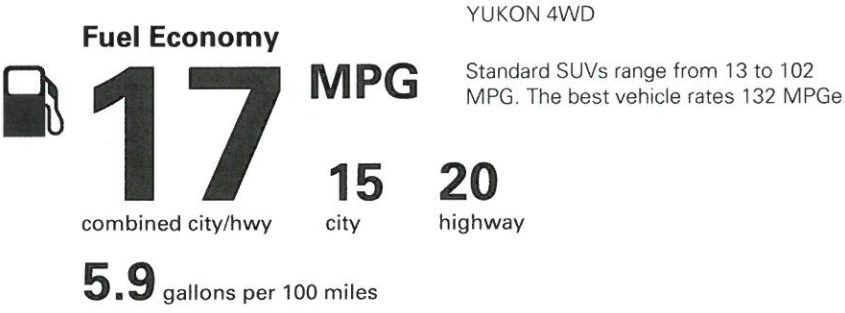 YUKON 4WD
Fuel Economy
17 MPG
Standard SUVs range from 13 to 102
MPG. The best vehicle rates 132 MPGe
15 20
combined city/hwy city highway
5.9 gallons per 100 miles